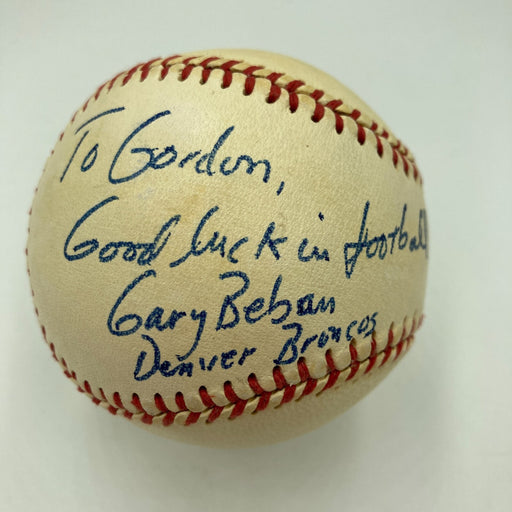 To Gordon,
Good luck in football
Gary Beban
Denver Broncos